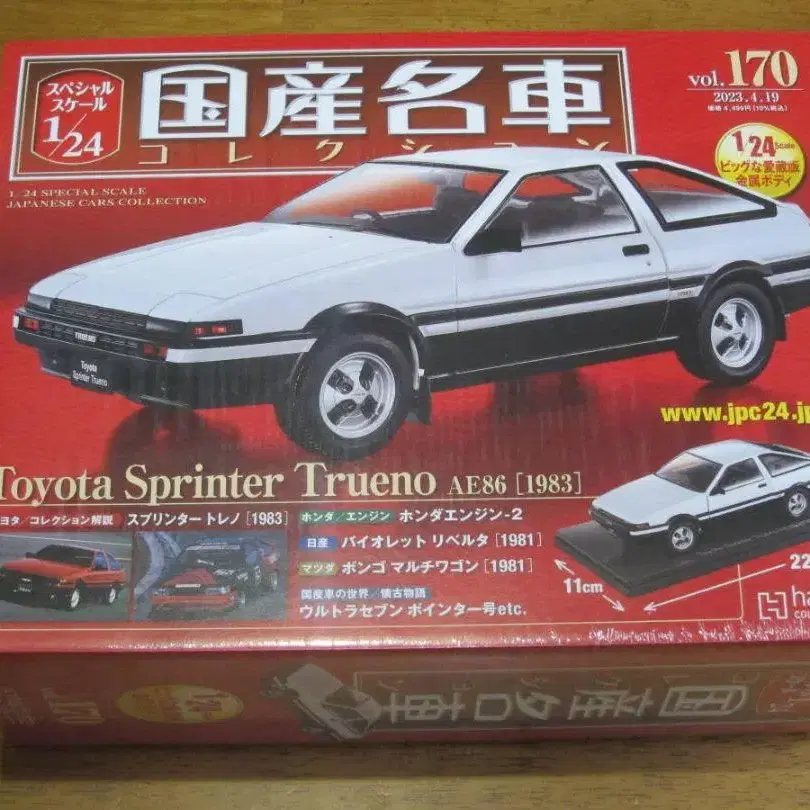 スペシャル
スケール
1/24
国産名車
コレクション
vol. 170
2023.4.19
1/24 Scale
ビッグな愛蔵版
金属ボディ
1/24 SPECIAL SCALE
JAPANESE CARS COLLECTION
TRUENO
Toyota
Sprinter Trueno
www.jpc24.jp
Toyota Sprinter Trueno AE86 [1983]
ヨタ／コレクション解説 スプリンタートレノ [1983]
ホンダ／エンジン ホンダエンジン-2
日産 バイオレット リベルタ [1981]
マツダ ボンゴ マルチワゴン [1981]
国産車の世界／懐古物語
ウルトラセブン ポインター号etc.
11cm
22
ha
国産名車